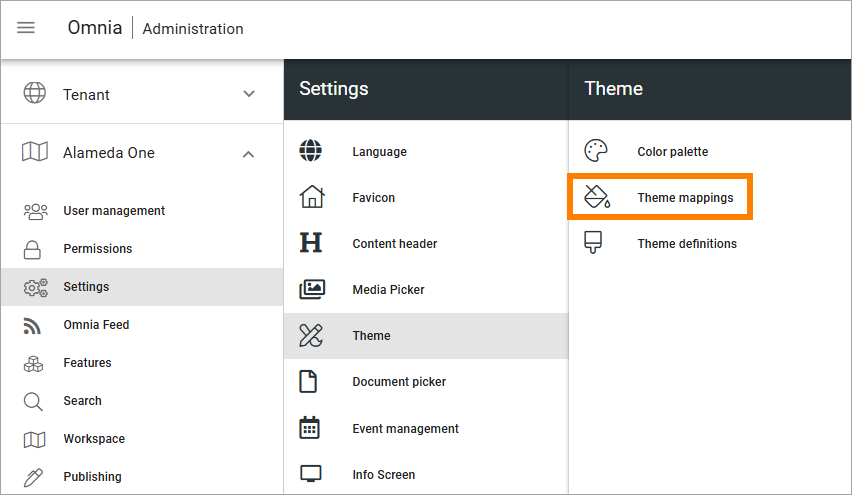 Omnia Administration
Tenant
Alameda One
User management
Permissions
Settings
Omnia Feed
Features
Search
Workspace
Publishing
Settings
Language
Favicon
Content header
Media Picker
Theme
Document picker
Event management
Info Screen
Theme
Color palette
Theme mappings
Theme definitions